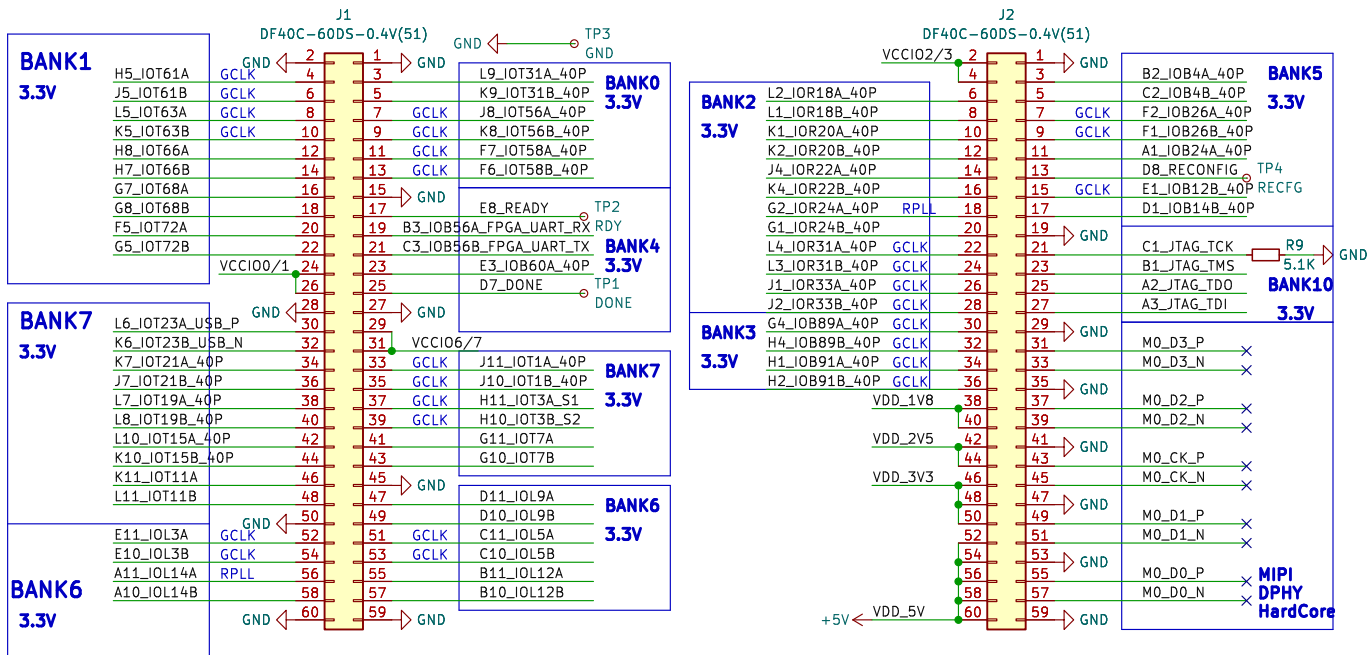 J1
DF40C-60DS-0.4V(51)
BANK1
3.3V
GND 2 1 GND
H5_IOT61A GCLK 4 3 L9_IOT31A_40P
J5_IOT61B GCLK 6 5 K9_IOT31B_40P
L5_IOT63A GCLK 8 7 GCLK J8_IOT56A_40P
K5_IOT63B GCLK 10 9 GCLK K8_IOT56B_40P
H8_IOT66A 12 11 GCLK F7_IOT58A_40P
H7_IOT66B 14 13 GCLK F6_IOT58B_40P
G7_IOT68A 16 15 GND
G8_IOT68B 18 17 E8_READY
F5_IOT72A 20 19 B3_IOB56A_FPGA_UART_RX
G5_IOT72B 22 21 C3_IOB56B_FPGA_UART_TX
VCCIO0/1 24 23 E3_IOB60A_40P
26 25 D7_DONE
GND 28 27 GND
BANK7
3.3V
L6_IOT23A_USB_P 30 29
K6_IOT23B_USB_N 32 31 VCCIO6/7
K7_IOT21A_40P 34 33 GCLK J11_IOT1A_40P
J7_IOT21B_40P 36 35 GCLK J10_IOT1B_40P
L7_IOT19A_40P 38 37 GCLK H11_IOT3A_S1
L8_IOT19B_40P 40 39 GCLK H10_IOT3B_S2
L10_IOT15A_40P 42 41 G11_IOT7A
K10_IOT15B_40P 44 43 G10_IOT7B
K11_IOT11A 46 45 GND
L11_IOT11B 48 47 D11_IOL9A
GND 50 49 D10_IOL9B
E11_IOL3A GCLK 52 51 GCLK C11_IOL5A
E10_IOL3B GCLK 54 53 GCLK C10_IOL5B
A11_IOL14A RPLL 56 55 B11_IOL12A
A10_IOL14B 58 57 B10_IOL12B
GND 60 59 GND
BANK6
3.3V
GND TP3
GND
BANK0
3.3V
TP2
RDY
BANK4
3.3V
TP1
DONE
BANK7
3.3V
BANK6
3.3V
J2
DF40C-60DS-0.4V(51)
VCCIO2/3 2 1 GND
4 3 B2_IOB4A_40P
L2_IOR18A_40P 6 5 C2_IOB4B_40P
L1_IOR18B_40P 8 7 GCLK F2_IOB26A_40P
K1_IOR20A_40P 10 9 GCLK F1_IOB26B_40P
K2_IOR20B_40P 12 11 A1_IOB24A_40P
J4_IOR22A_40P 14 13 D8_RECONFIG
K4_IOR22B_40P 16 15 GCLK E1_IOB12B_40P
G2_IOR24A_40P RPLL 18 17 D1_IOB14B_40P
G1_IOR24B_40P 20 19 GND
L4_IOR31A_40P GCLK 22 21 C1_JTAG_TCK
L3_IOR31B_40P GCLK 24 23 B1_JTAG_TMS
J1_IOR33A_40P GCLK 26 25 A2_JTAG_TDO
J2_IOR33B_40P GCLK 28 27 A3_JTAG_TDI
G4_IOB89A_40P GCLK 30 29 GND
H4_IOB89B_40P GCLK 32 31 M0_D3_P
H1_IOB91A_40P GCLK 34 33 M0_D3_N
H2_IOB91B_40P GCLK 36 35 GND
VDD_1V8 38 37 M0_D2_P
40 39 M0_D2_N
VDD_2V5 42 41 GND
44 43 M0_CK_P
VDD_3V3 46 45 M0_CK_N
48 47 GND
50 49 M0_D1_P
52 51 M0_D1_N
54 53 GND
56 55 M0_D0_P
58 57 M0_D0_N
+5V VDD_5V 60 59 GND
BANK2
3.3V
BANK3
3.3V
BANK5
3.3V
TP4
RECFG
R9
5.1K
GND
BANK10
3.3V
MIPI
DPHY
HardCore